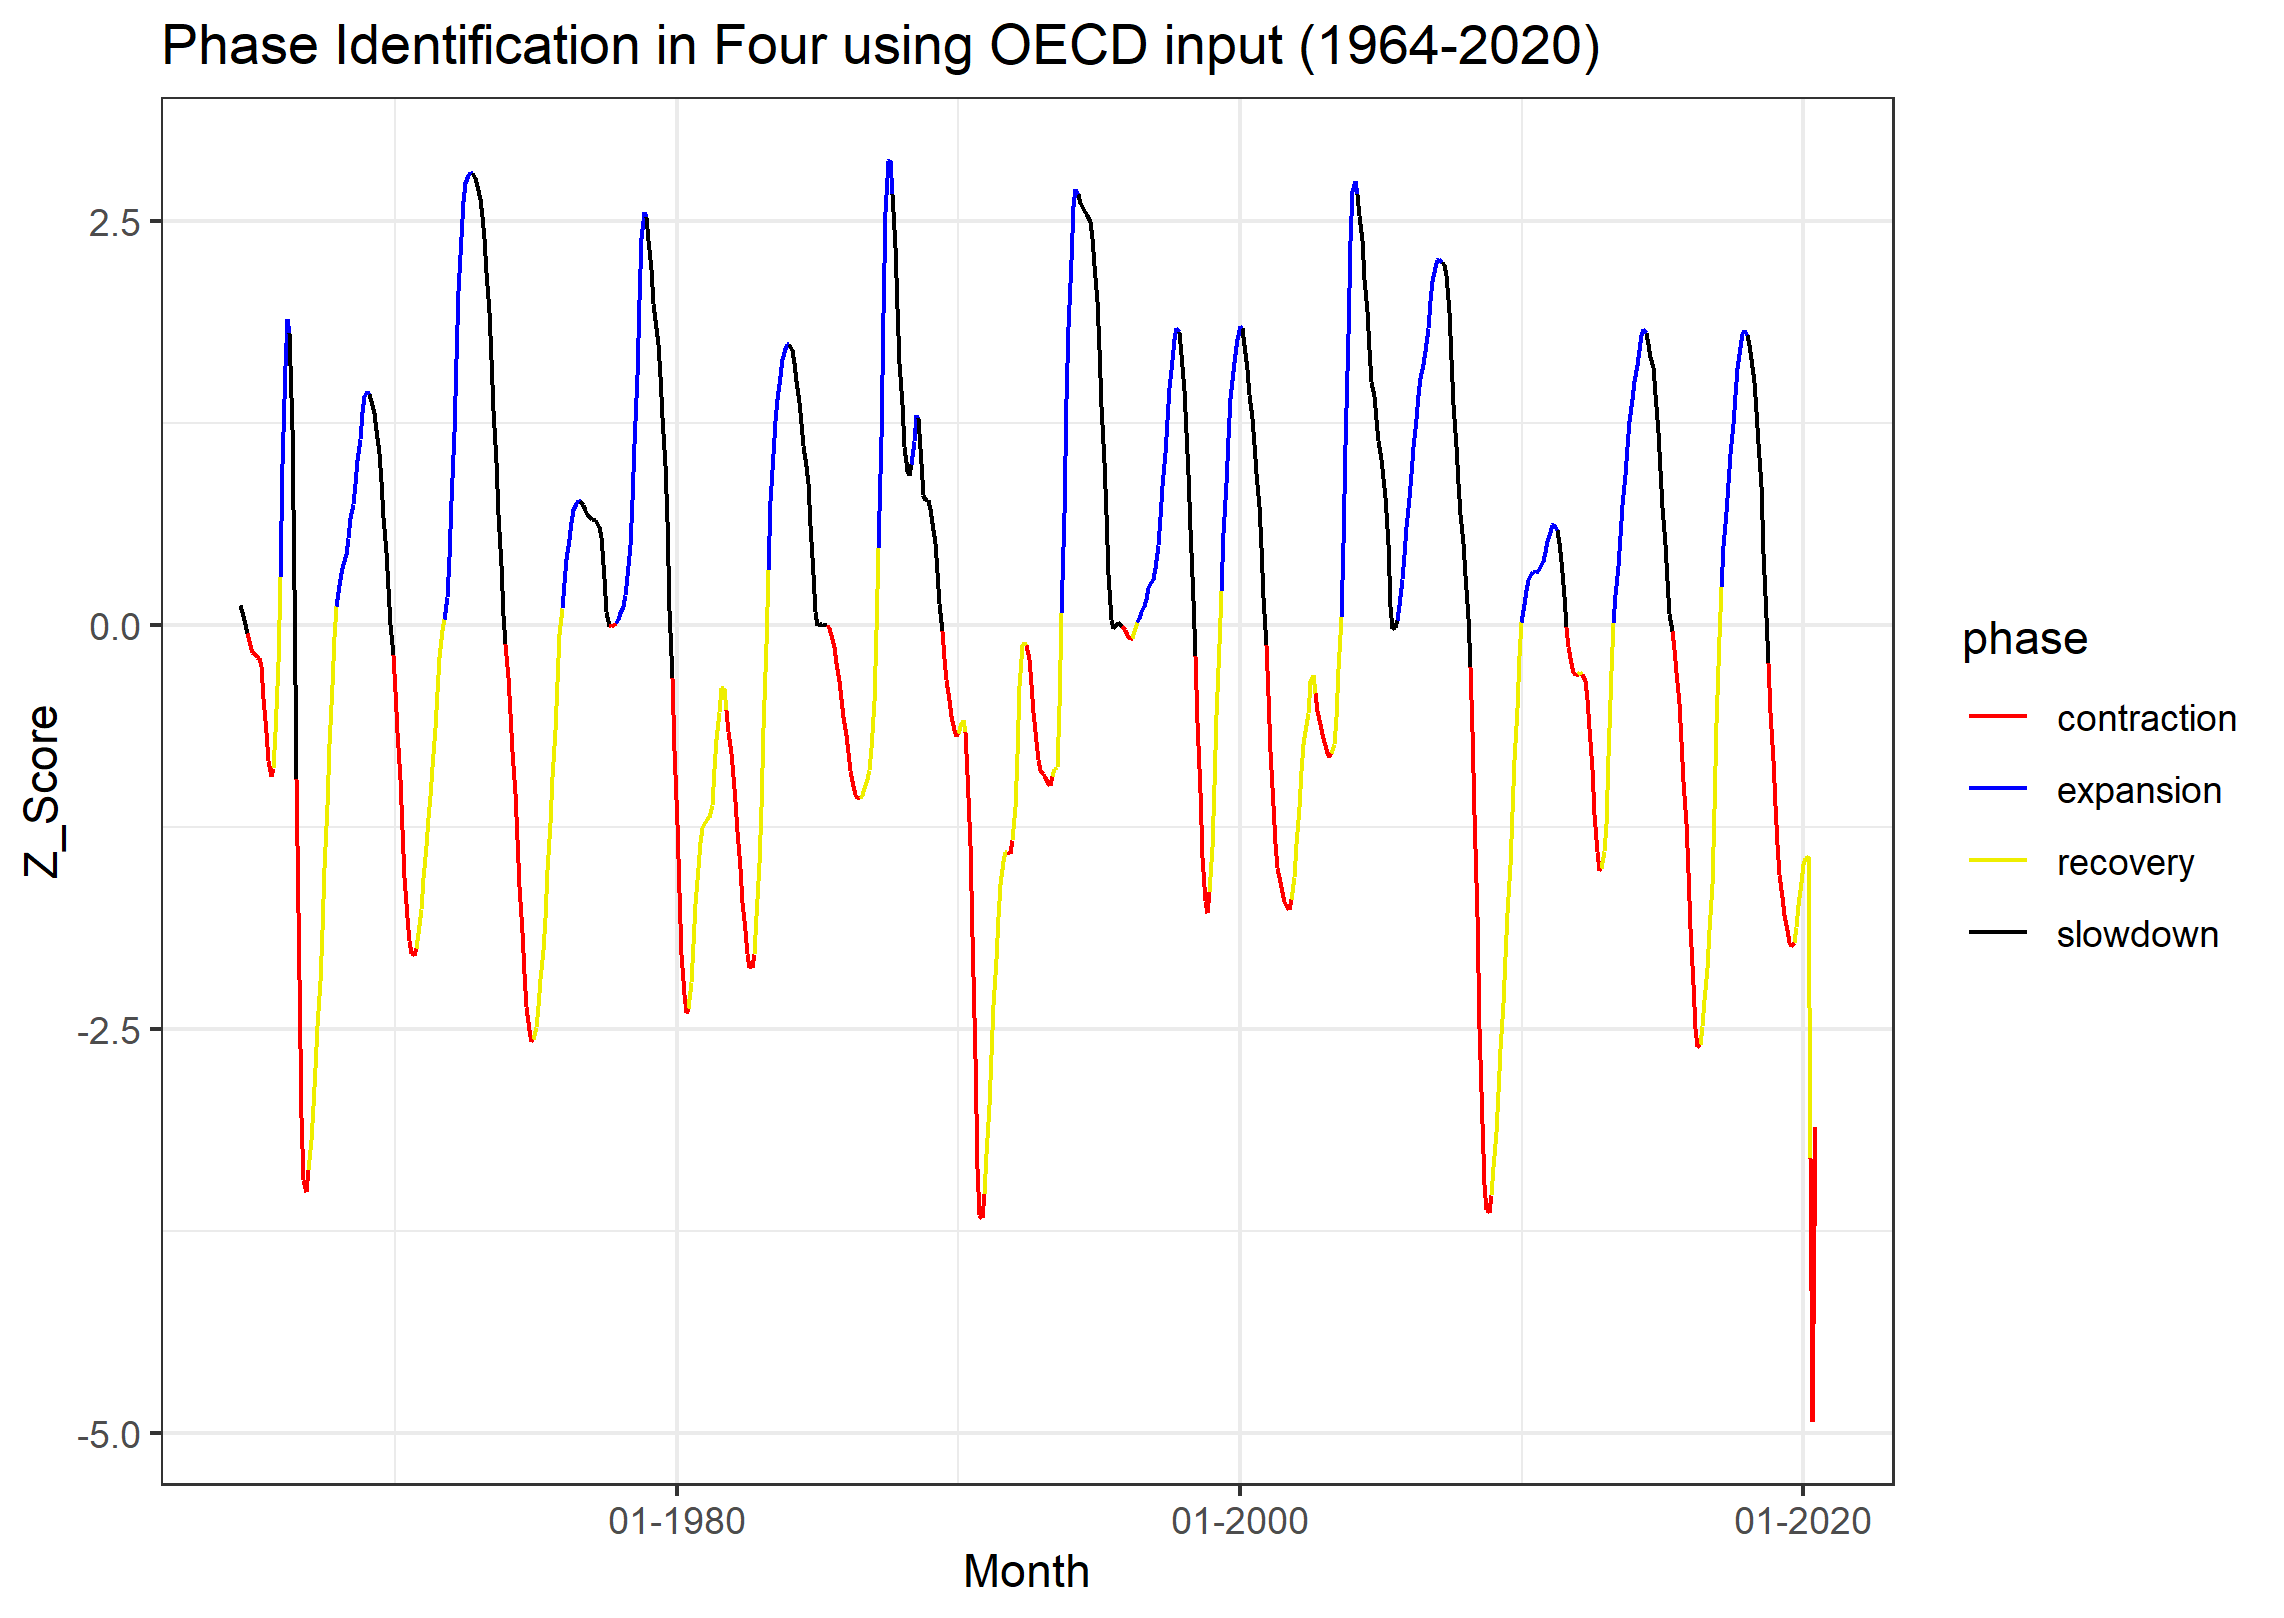 Phase Identification in Four using OECD input (1964-2020)
2.5
0.0
-2.5
-5.0
Z_Score
01-1980
01-2000
01-2020
Month
phase
contraction
expansion
recovery
slowdown